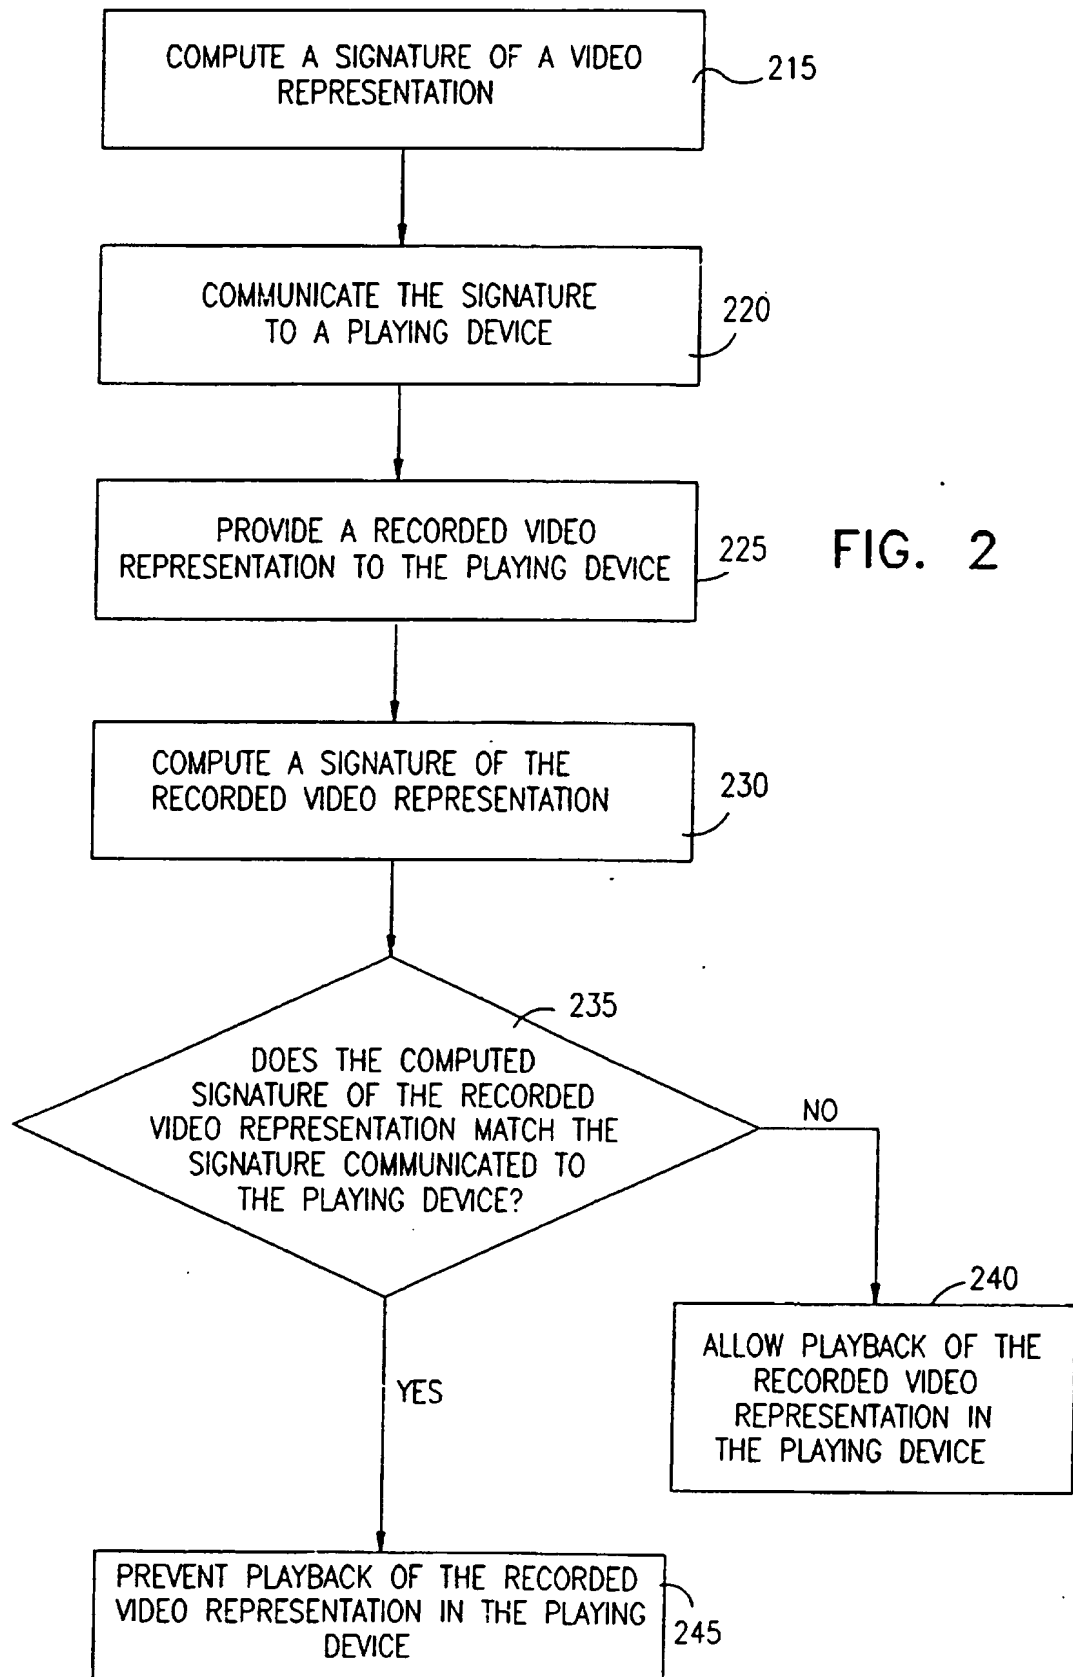 COMPUTE A SIGNATURE OF A VIDEO
REPRESENTATION
215
COMMUNICATE THE SIGNATURE
TO A PLAYING DEVICE
220
PROVIDE A RECORDED VIDEO
REPRESENTATION TO THE PLAYING DEVICE
225
FIG. 2
COMPUTE A SIGNATURE OF THE
RECORDED VIDEO REPRESENTATION
230
235
DOES THE COMPUTED
SIGNATURE OF THE RECORDED
VIDEO REPRESENTATION MATCH THE
SIGNATURE COMMUNICATED TO
THE PLAYING DEVICE?
NO
240
ALLOW PLAYBACK OF THE
RECORDED VIDEO
REPRESENTATION IN
THE PLAYING DEVICE
YES
PREVENT PLAYBACK OF THE RECORDED
VIDEO REPRESENTATION IN THE PLAYING
DEVICE
245